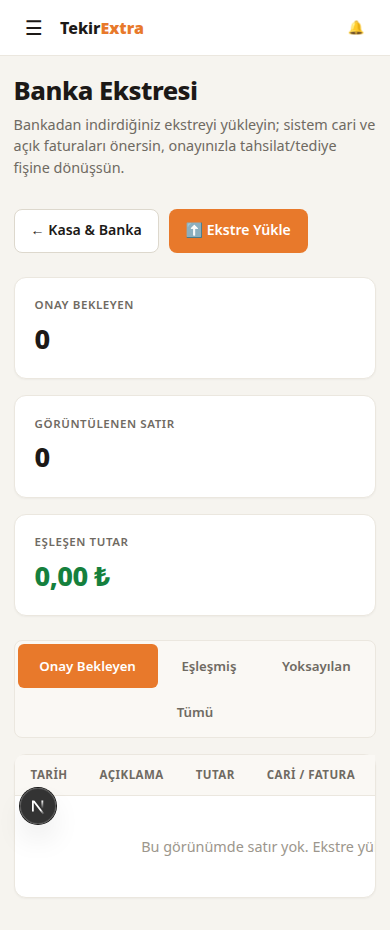 TekirExtra
Banka Ekstresi
Bankadan indirdiğiniz ekstreyi yükleyin; sistem cari ve
açık faturaları önersin, onayınızla tahsilat/tediye
fişine dönüşsün.
← Kasa & Banka
Ekstre Yükle
ONAY BEKLEYEN
0
GÖRÜNTÜLENEN SATIR
0
EŞLEŞEN TUTAR
0,00 ₺
Onay Bekleyen Eşleşmiş Yoksayılan
Tümü
TARİH AÇIKLAMA TUTAR CARİ / FATURA
N
Bu görünümde satır yok. Ekstre yü